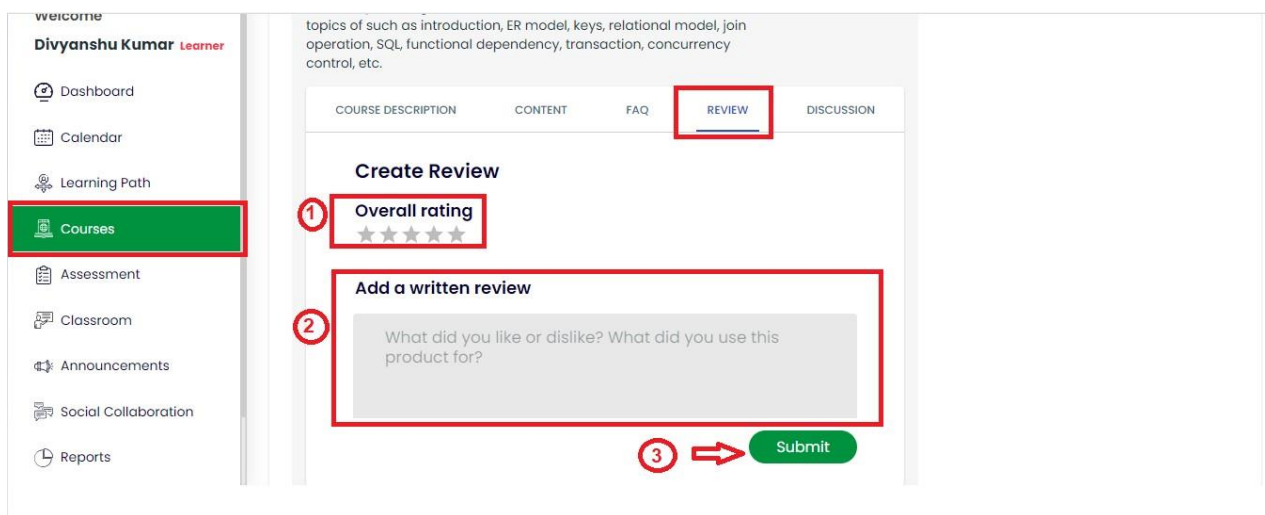 Welcome
Divyanshu Kumar Learner
Dashboard
Calendar
Learning Path
Courses
Assessment
Classroom
Announcements
Social Collaboration
Reports
topics of such as introduction, ER model, keys, relational model, join
operation, SQL, functional dependency, transaction, concurrency
control, etc.
COURSE DESCRIPTION CONTENT FAQ REVIEW DISCUSSION
Create Review
1 Overall rating
Add a written review
2
What did you like or dislike? What did you use this
product for?
3 Submit